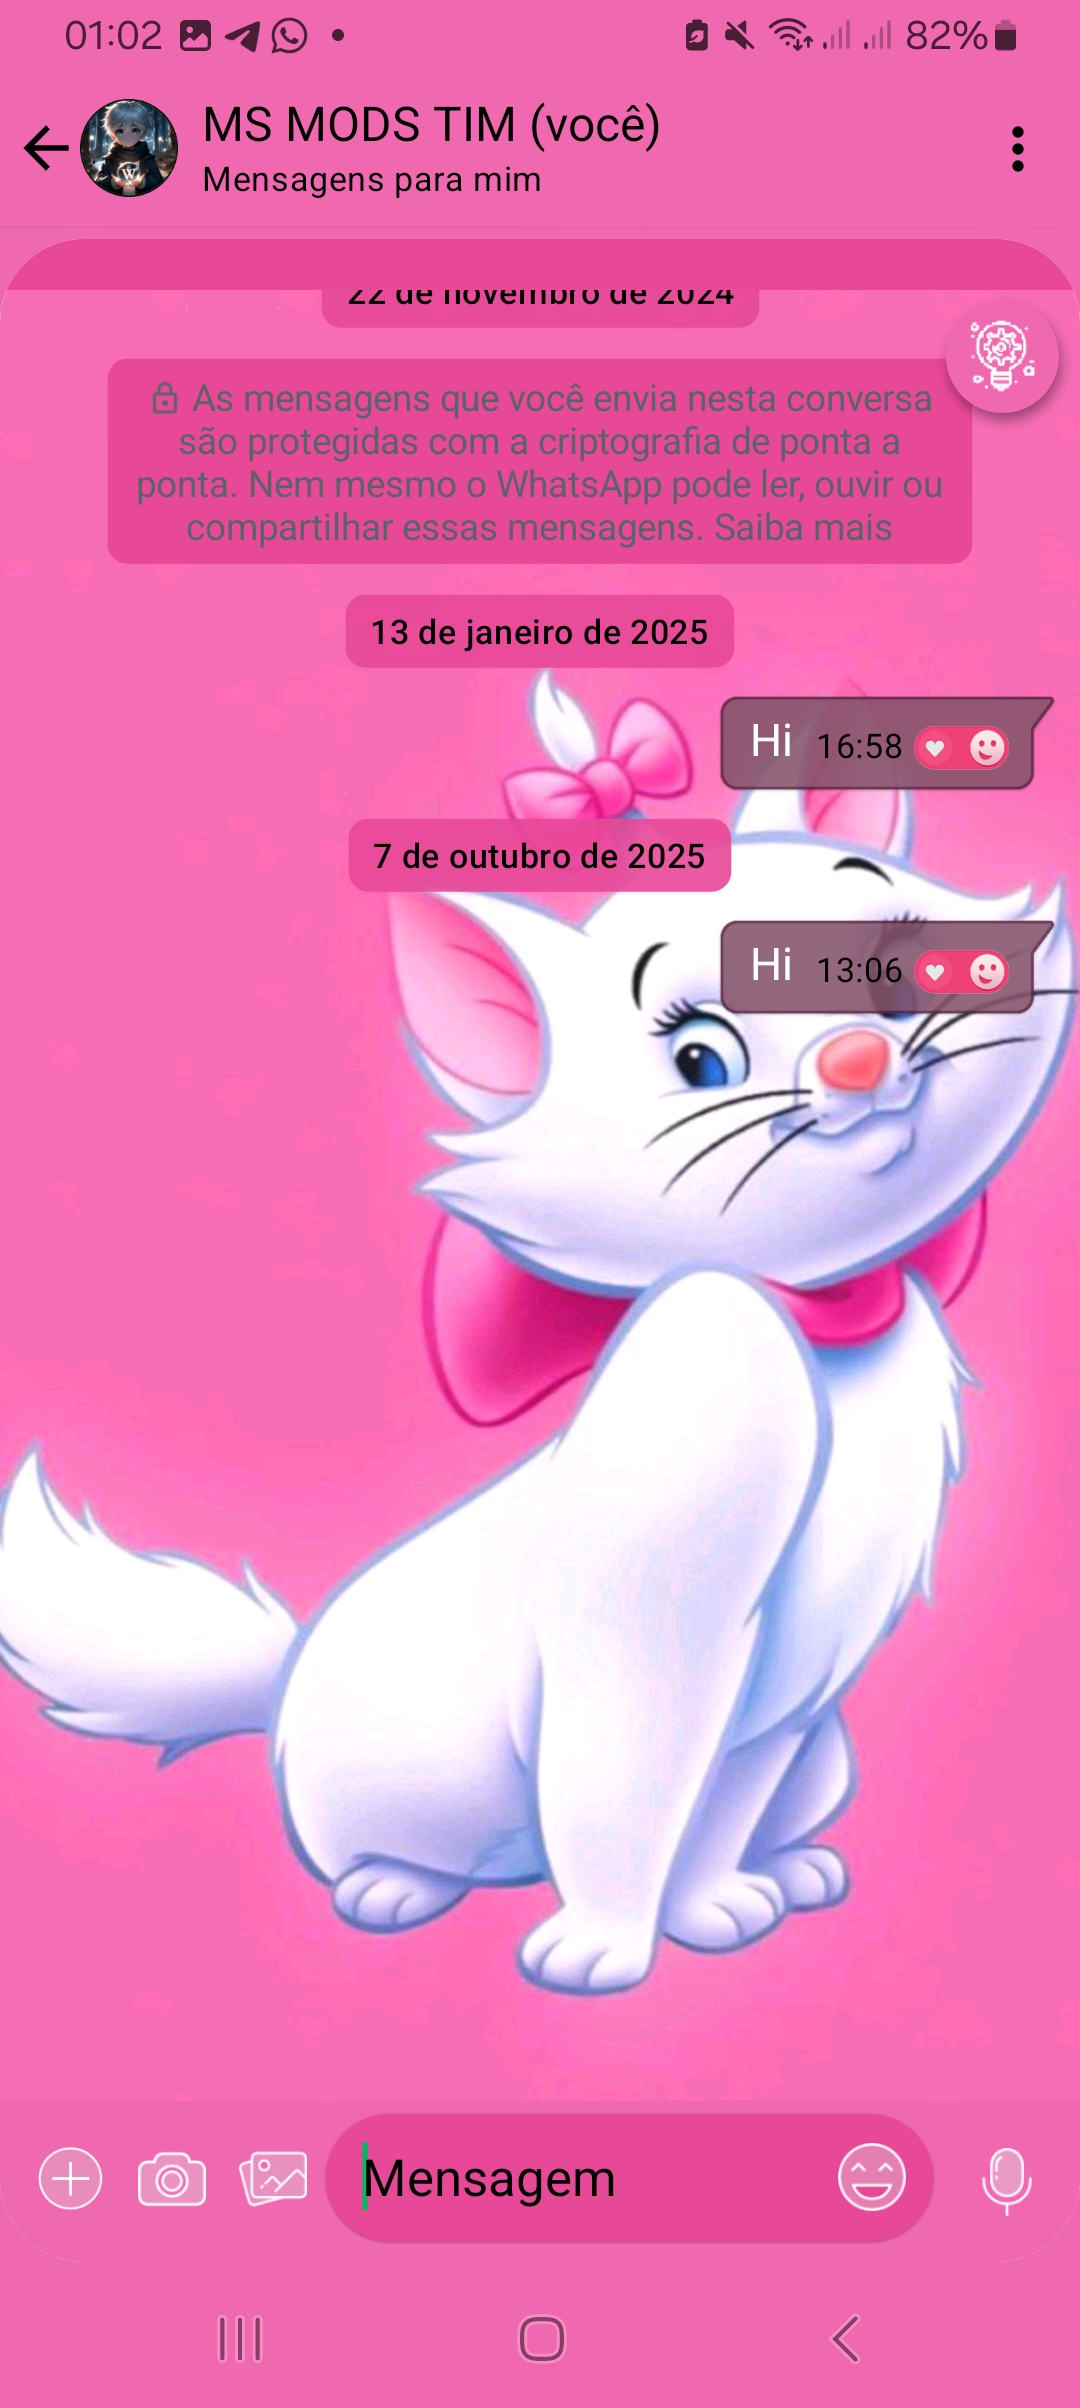 01:02 82%
MS MODS TIM (você)
Mensagens para mim
22 de novembro de 2024
As mensagens que você envia nesta conversa
são protegidas com a criptografia de ponta a
ponta. Nem mesmo o WhatsApp pode ler, ouvir ou
compartilhar essas mensagens. Saiba mais
13 de janeiro de 2025
Hi 16:58
7 de outubro de 2025
Hi 13:06
Mensagem